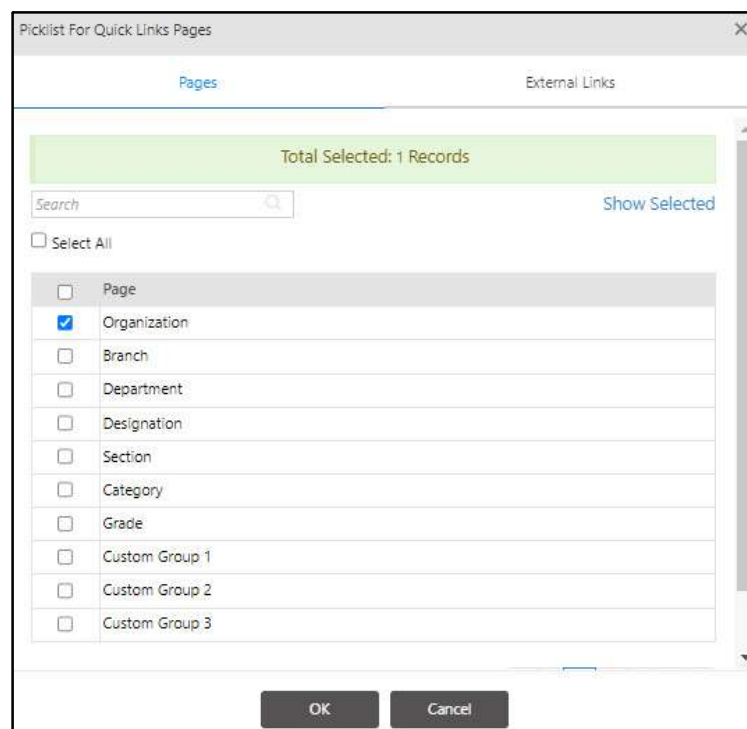 Picklist For Quick Links Pages
Pages
External Links
Total Selected: 1 Records
Search
Show Selected
Select All
Page
Organization
Branch
Department
Designation
Section
Category
Grade
Custom Group 1
Custom Group 2
Custom Group 3
OK
Cancel